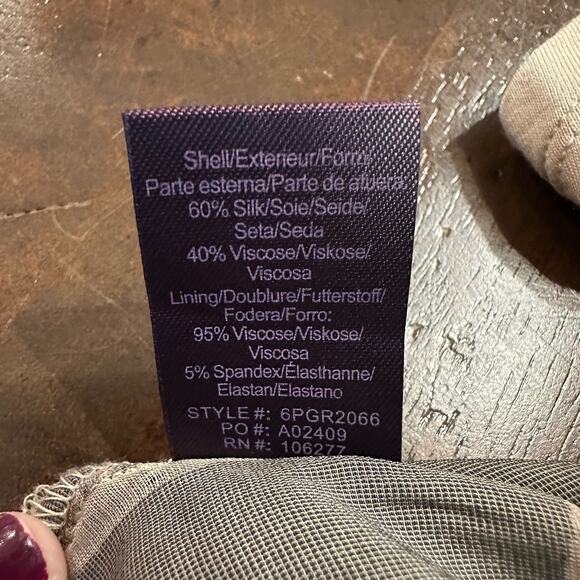 Shell/Exterieur/Form
Parte esterna/Parte de afuera
60% Silk/Soie/Seide/
Seta/Seda
40% Viscose/Viskose/
Viscosa
Lining/Doublure/Futterstoff/
Fodera/Forro:
95% Viscose/Viskose/
Viscosa
5% Spandex/Élasthanne/
Elastan/Elastano
STYLE #: 6PGR2066
PO #: A02409
RN #: 106277